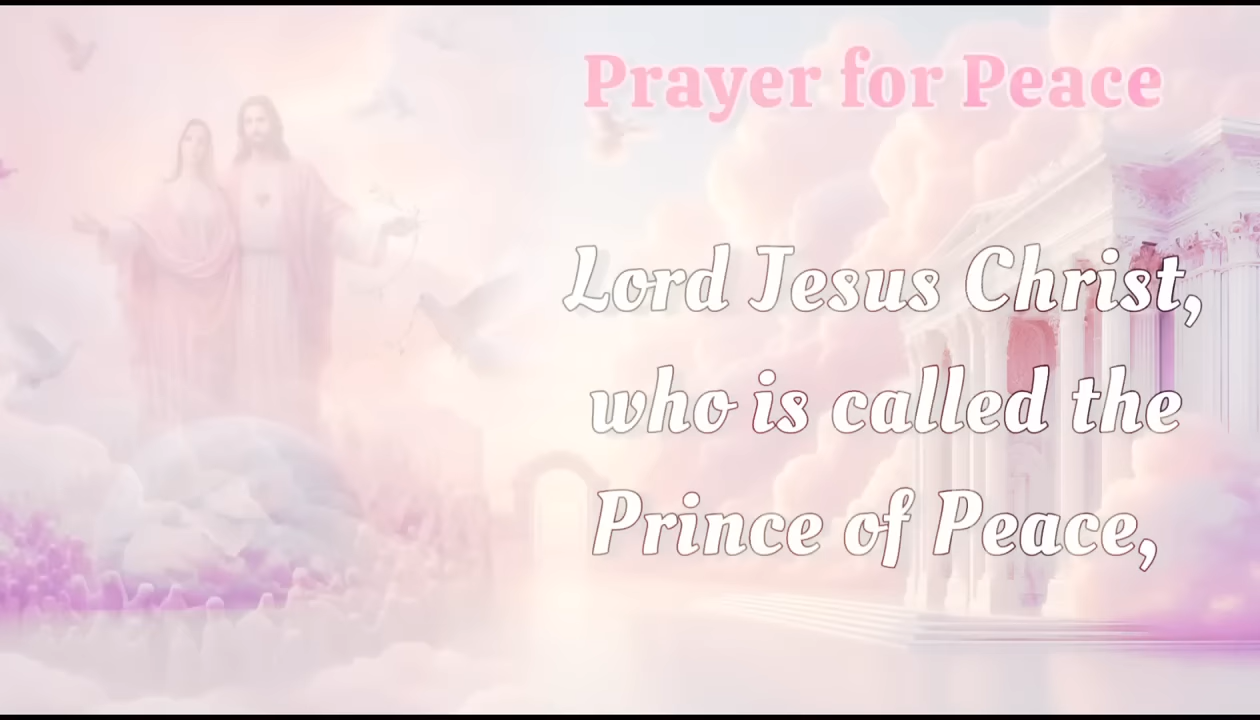 Prayer for Peace
Lord Jesus Christ,
who is called the
Prince of Peace,